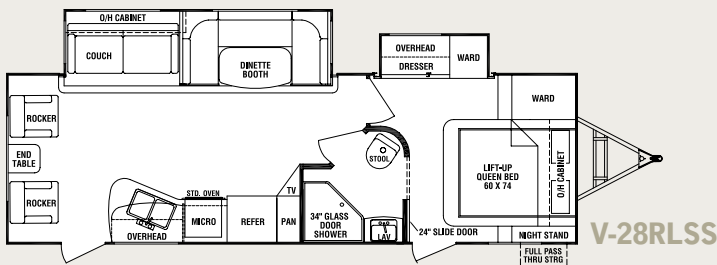 O/H CABINET
COUCH
DINETTE
BOOTH
OVERHEAD
DRESSER
WARD
WARD
ROCKER
END
TABLE
ROCKER
STD. OVEN
MICRO
OVERHEAD
REFER
TV
PAN
STOOL
34" GLASS
DOOR
SHOWER
LAV
24" SLIDE DOOR
LIFT-UP
QUEEN BED
60 X 74
O/H CABINET
NIGHT STAND
FULL PASS
THRU STRG
V-28RLSS